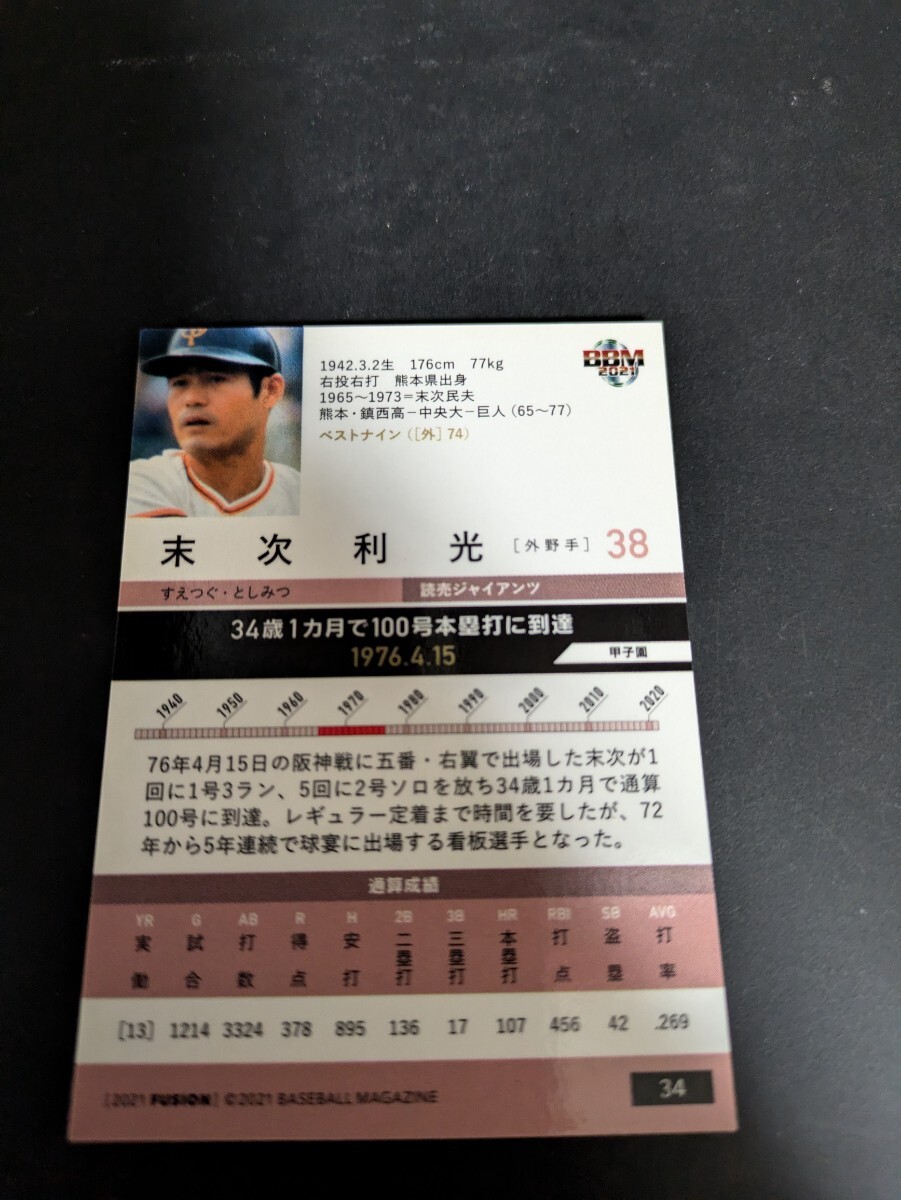 1942.3.2生 176cm 77kg
右投右打 熊本県出身
1965〜1973=末次民夫
熊本・鎮西高−中央大−巨人(65〜77)
ベストナイン([外]74)
BBM
2021
末次利光 [外野手] 38
すえつぐ・としみつ 読売ジャイアンツ
34歳1カ月で100号本塁打に到達
1976.4.15
甲子園
1940 1950 1960 1970 1980 1990 2000 2010 2020
76年4月15日の阪神戦に五番・右翼で出場した末次が1
回に1号3ラン、5回に2号ソロを放ち34歳1カ月で通算
100号に到達。レギュラー定着まで時間を要したが、72
年から5年連続で球宴に出場する看板選手となった。
通算成績
YR G AB R H 2B 3B HR RBI SB AVG
実働 試合 打数 得点 安打 二塁打 三塁打 本塁打 打点 盗塁 打率
[13] 1214 3324 378 895 136 17 107 456 42 .269
[2021 FUSION] ©2021 BASEBALL MAGAZINE
34